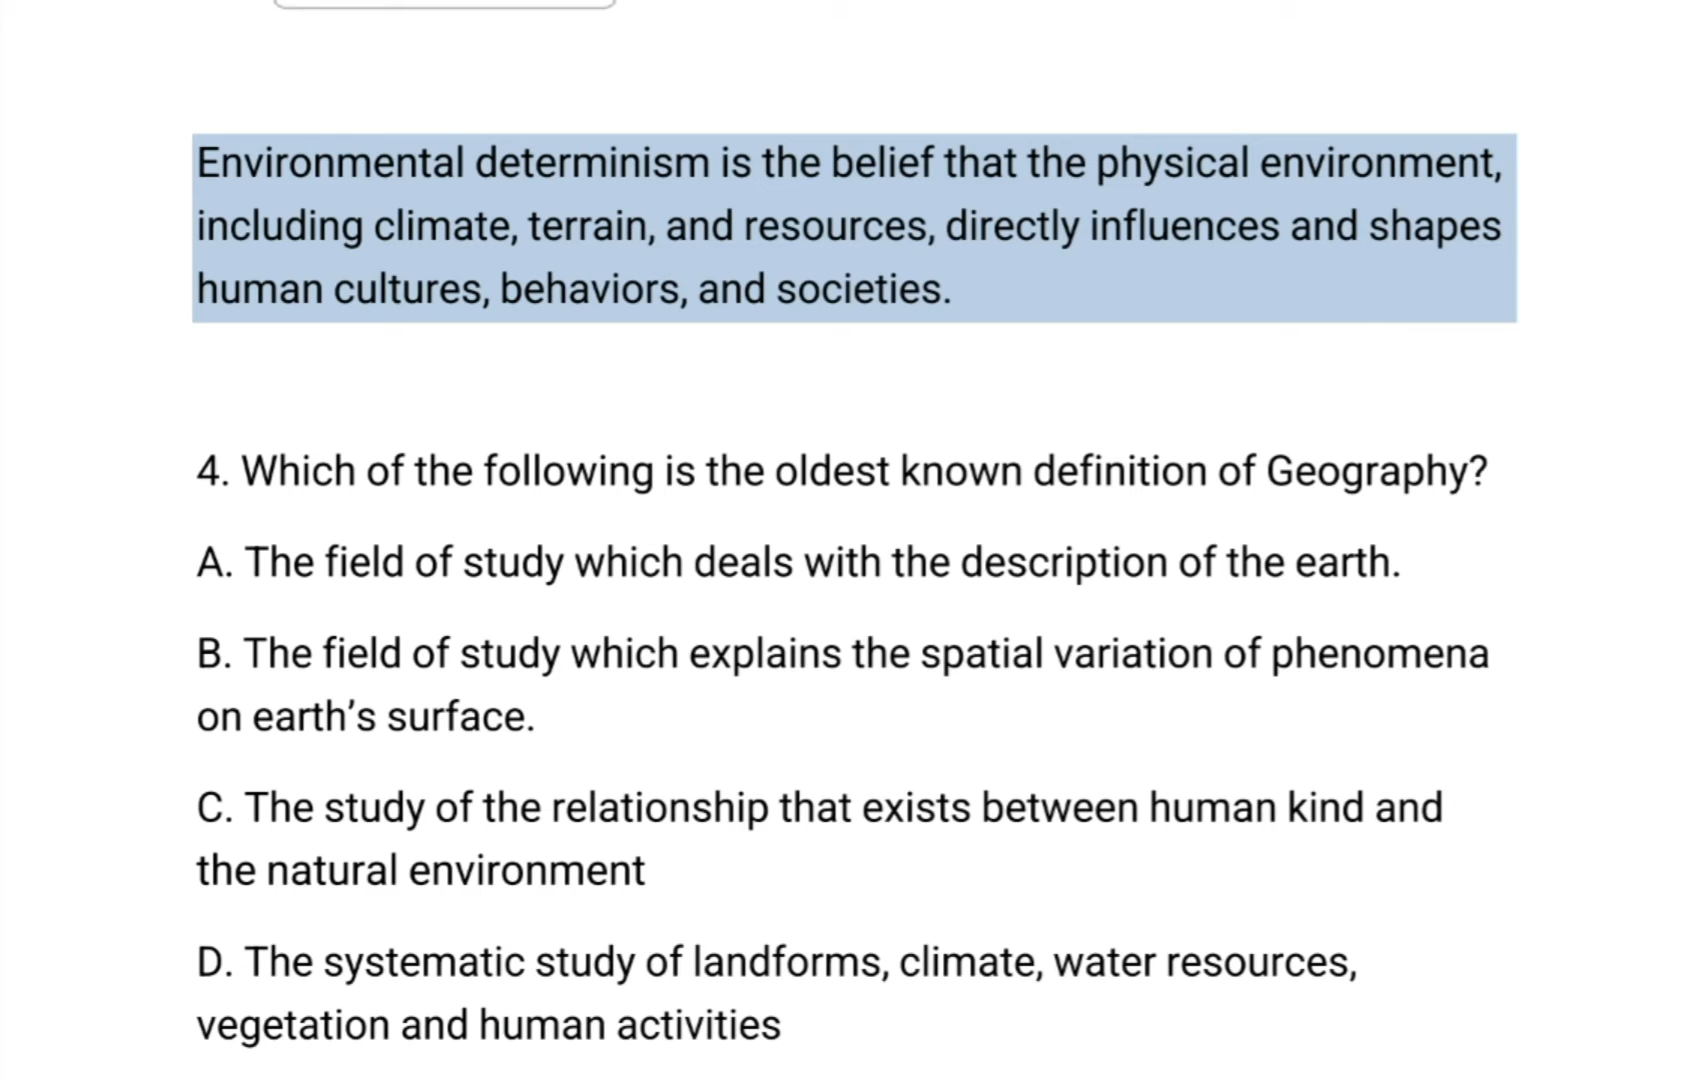 Environmental determinism is the belief that the physical environment,
including climate, terrain, and resources, directly influences and shapes
human cultures, behaviors, and societies.
4. Which of the following is the oldest known definition of Geography?
A. The field of study which deals with the description of the earth.
B. The field of study which explains the spatial variation of phenomena
on earth’s surface.
C. The study of the relationship that exists between human kind and
the natural environment
D. The systematic study of landforms, climate, water resources,
vegetation and human activities